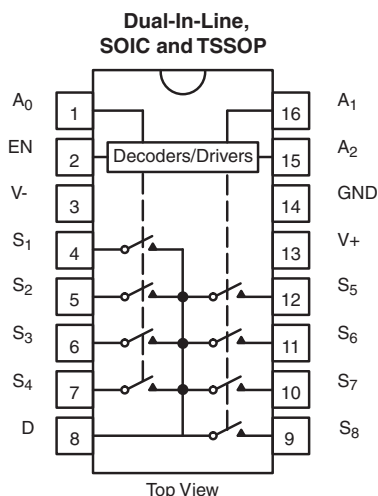 Dual-In-Line,
SOIC and TSSOP
A0 1 16 A1
EN 2 Decoders/Drivers 15 A2
V- 3 14 GND
S1 4 13 V+
S2 5 12 S5
S3 6 11 S6
S4 7 10 S7
D 8 9 S8
Top View